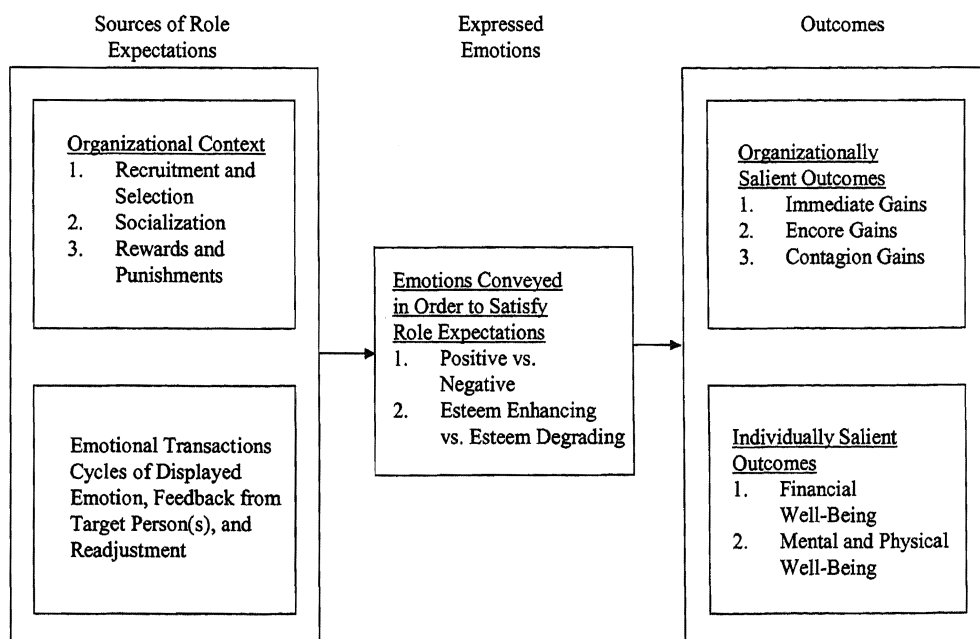 Sources of Role
Expectations
Expressed
Emotions
Outcomes
Organizational Context
1. Recruitment and
Selection
2. Socialization
3. Rewards and
Punishments
Emotional Transactions
Cycles of Displayed
Emotion, Feedback from
Target Person(s), and
Readjustment
Emotions Conveyed
in Order to Satisfy
Role Expectations
1. Positive vs.
Negative
2. Esteem Enhancing
vs. Esteem Degrading
Organizationally
Salient Outcomes
1. Immediate Gains
2. Encore Gains
3. Contagion Gains
Individually Salient
Outcomes
1. Financial
Well-Being
2. Mental and Physical
Well-Being